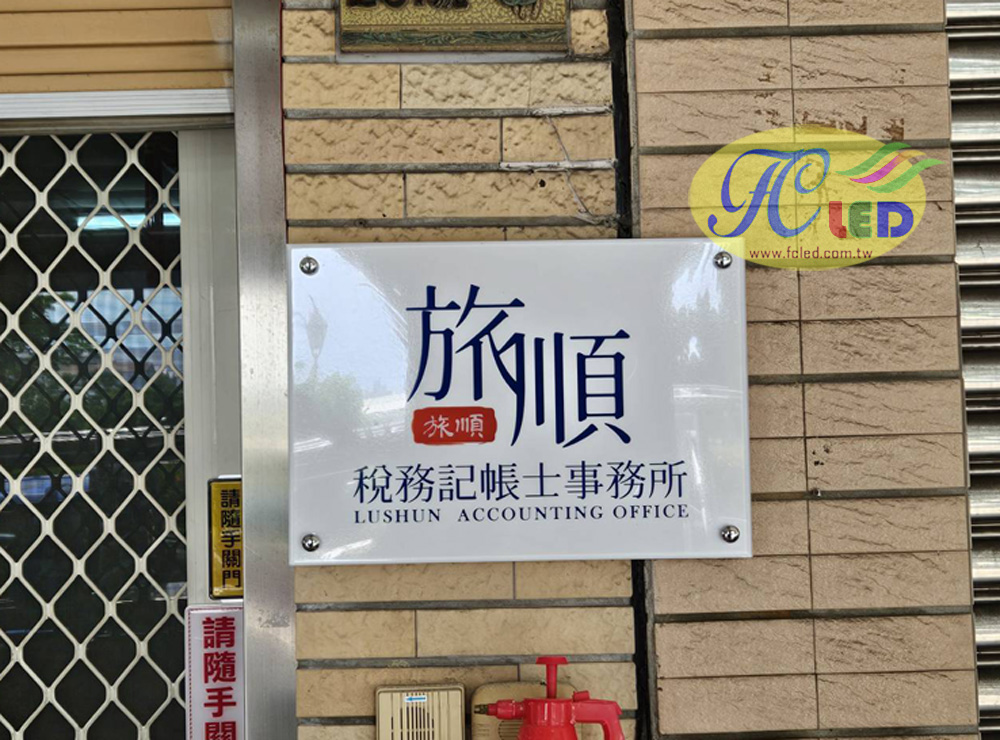 FC LED
www.fcled.com.tw
旅順
旅順
稅務記帳士事務所
LUSHUN ACCOUNTING OFFICE
請隨手關門
請隨手關